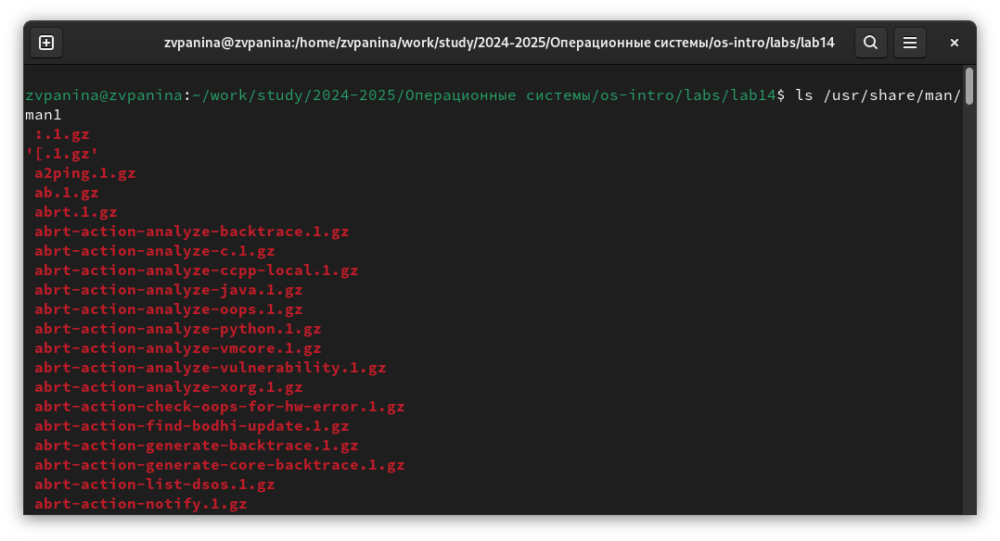 zvpanina@zvpanina:/home/zvpanina/work/study/2024-2025/Операционные системы/os-intro/labs/lab14
zvpanina@zvpanina:~/work/study/2024-2025/Операционные системы/os-intro/labs/lab14$ ls /usr/share/man/
man1
:.1.gz
'[.1.gz'
a2ping.1.gz
ab.1.gz
abrt.1.gz
abrt-action-analyze-backtrace.1.gz
abrt-action-analyze-c.1.gz
abrt-action-analyze-ccpp-local.1.gz
abrt-action-analyze-java.1.gz
abrt-action-analyze-oops.1.gz
abrt-action-analyze-python.1.gz
abrt-action-analyze-vmcore.1.gz
abrt-action-analyze-vulnerability.1.gz
abrt-action-analyze-xorg.1.gz
abrt-action-check-oops-for-hw-error.1.gz
abrt-action-find-bodhi-update.1.gz
abrt-action-generate-backtrace.1.gz
abrt-action-generate-core-backtrace.1.gz
abrt-action-list-dsos.1.gz
abrt-action-notify.1.gz